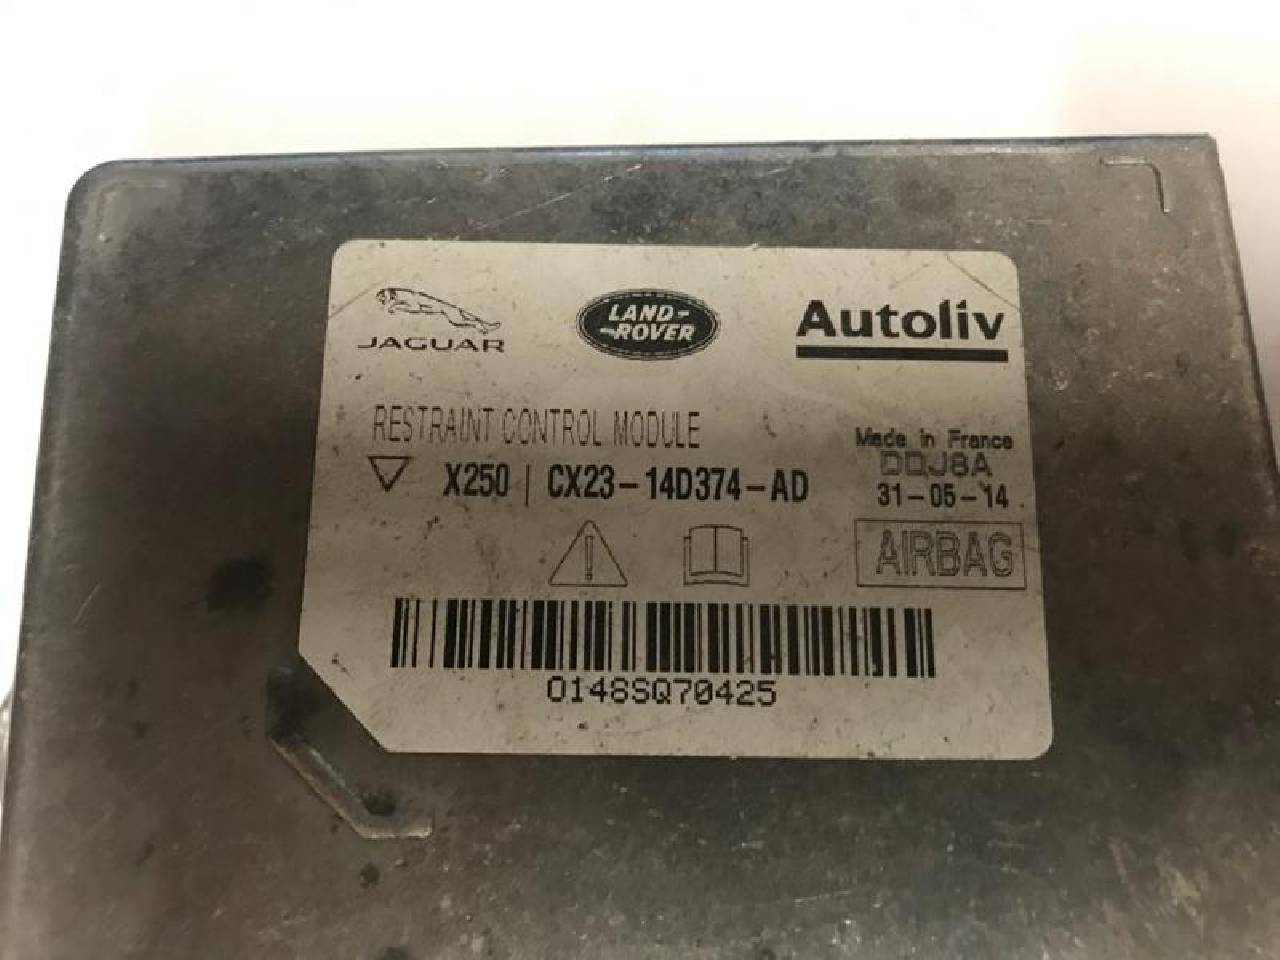 JAGUAR
LAND-
-ROVER
Autoliv
RESTRAINT CONTROL MODULE
Made in France
DQJ8A
X250 | CX23-14D374-AD
31-05-14
AIRBAG
0148SQ70425